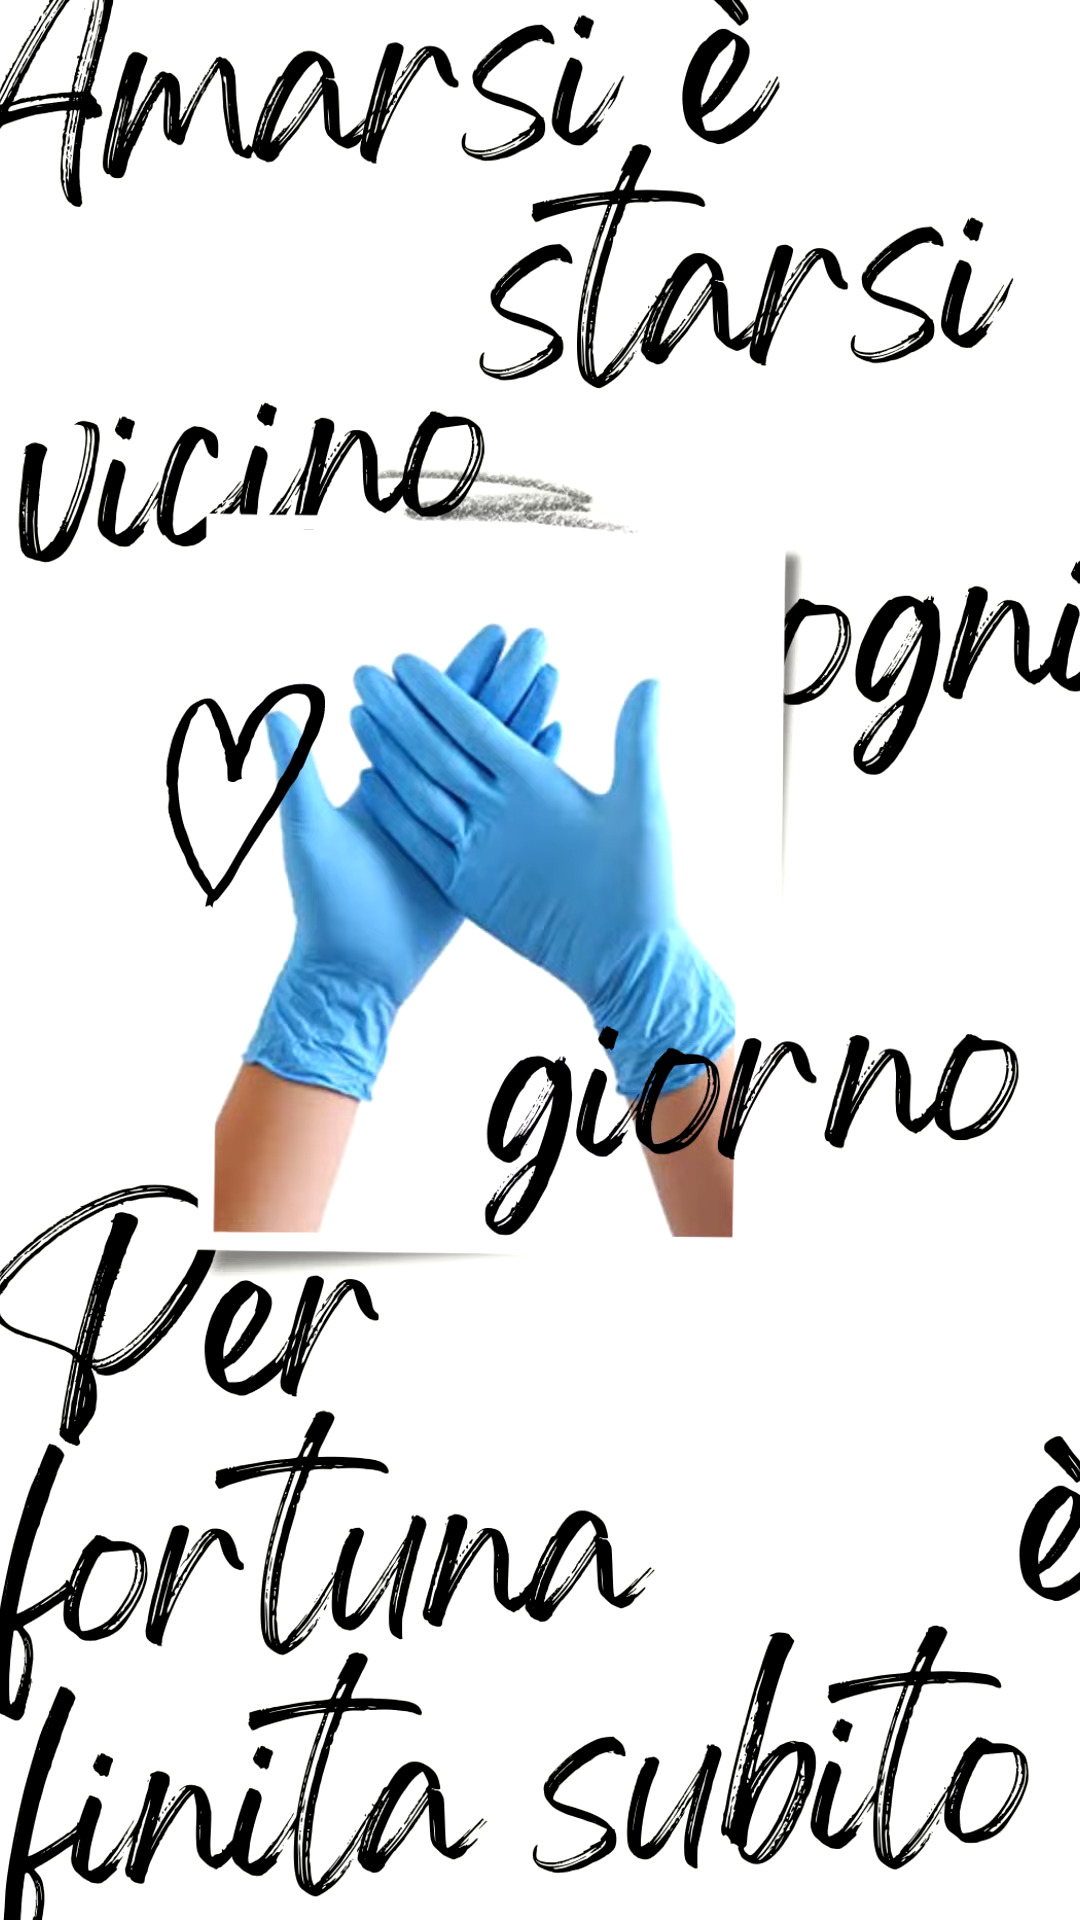 Amarsi è
starsi
vicino
ogni
giorno
Per
fortuna è
finita subito